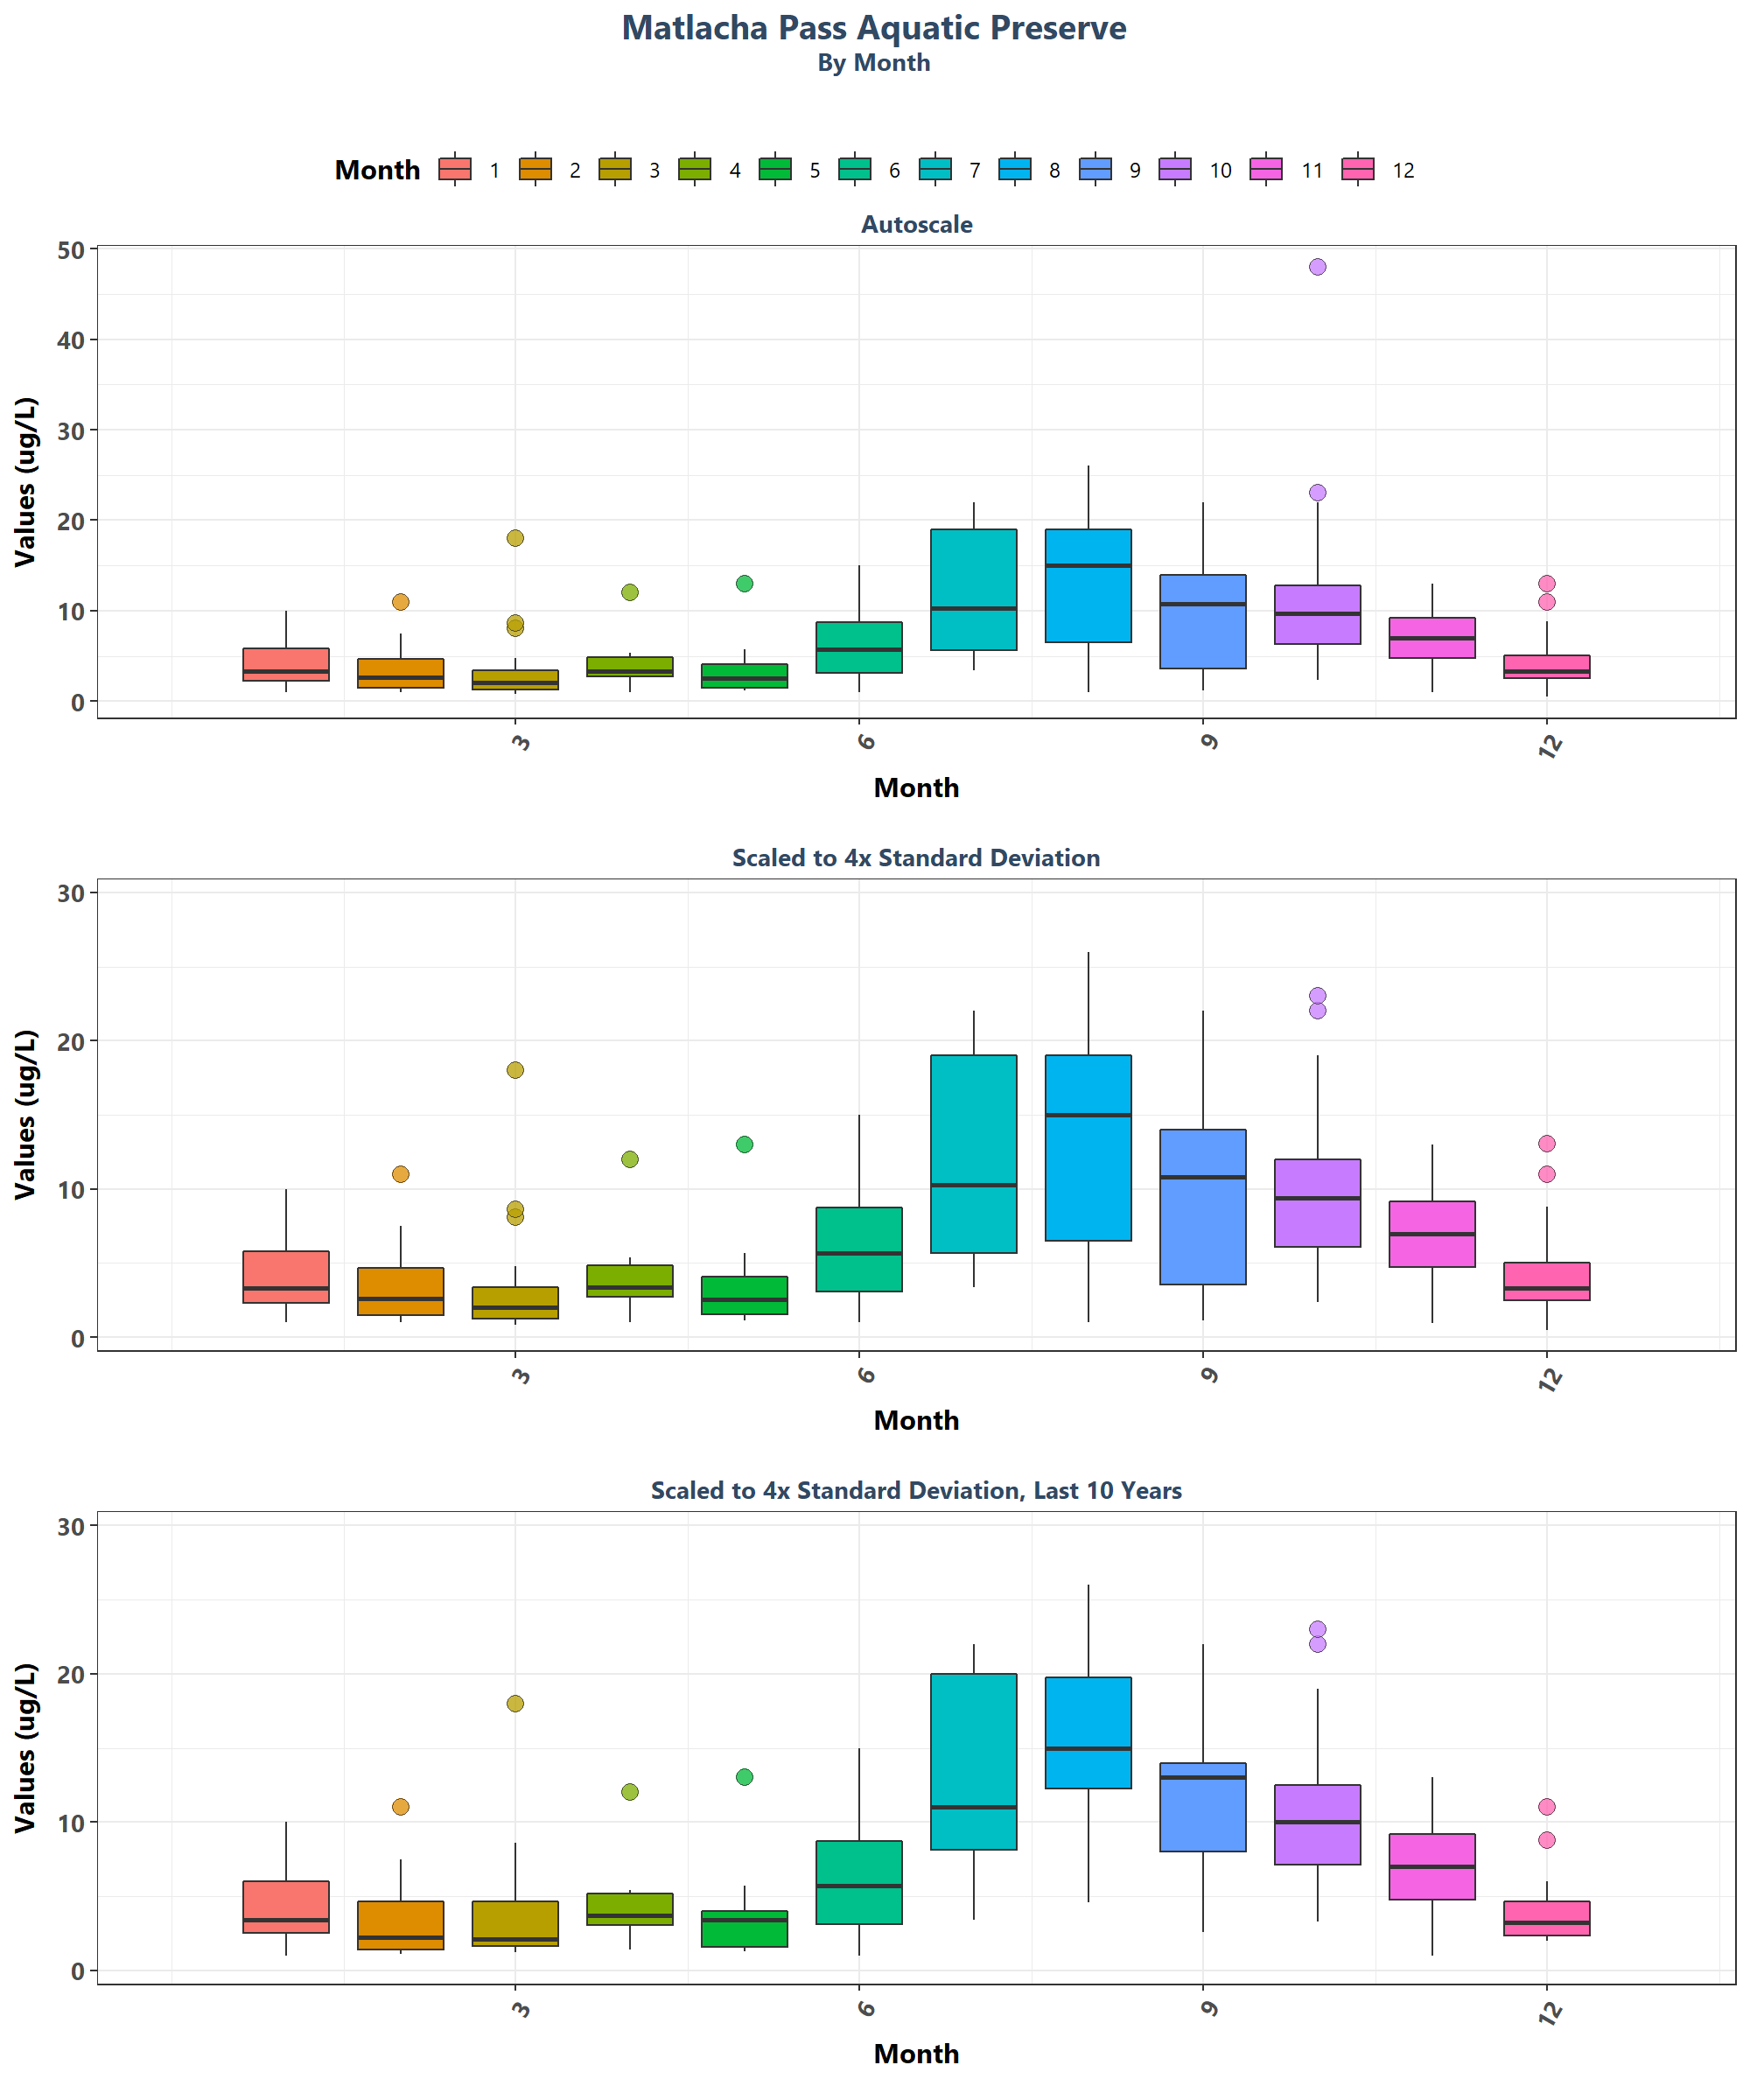 Matlacha Pass Aquatic Preserve
By Month
Month 1 2 3 4 5 6 7 8 9 10 11 12
Autoscale
Values (ug/L)
50
40
30
20
10
0
3 6 9 12
Month
Scaled to 4x Standard Deviation
Values (ug/L)
30
20
10
0
3 6 9 12
Month
Scaled to 4x Standard Deviation, Last 10 Years
Values (ug/L)
30
20
10
0
3 6 9 12
Month